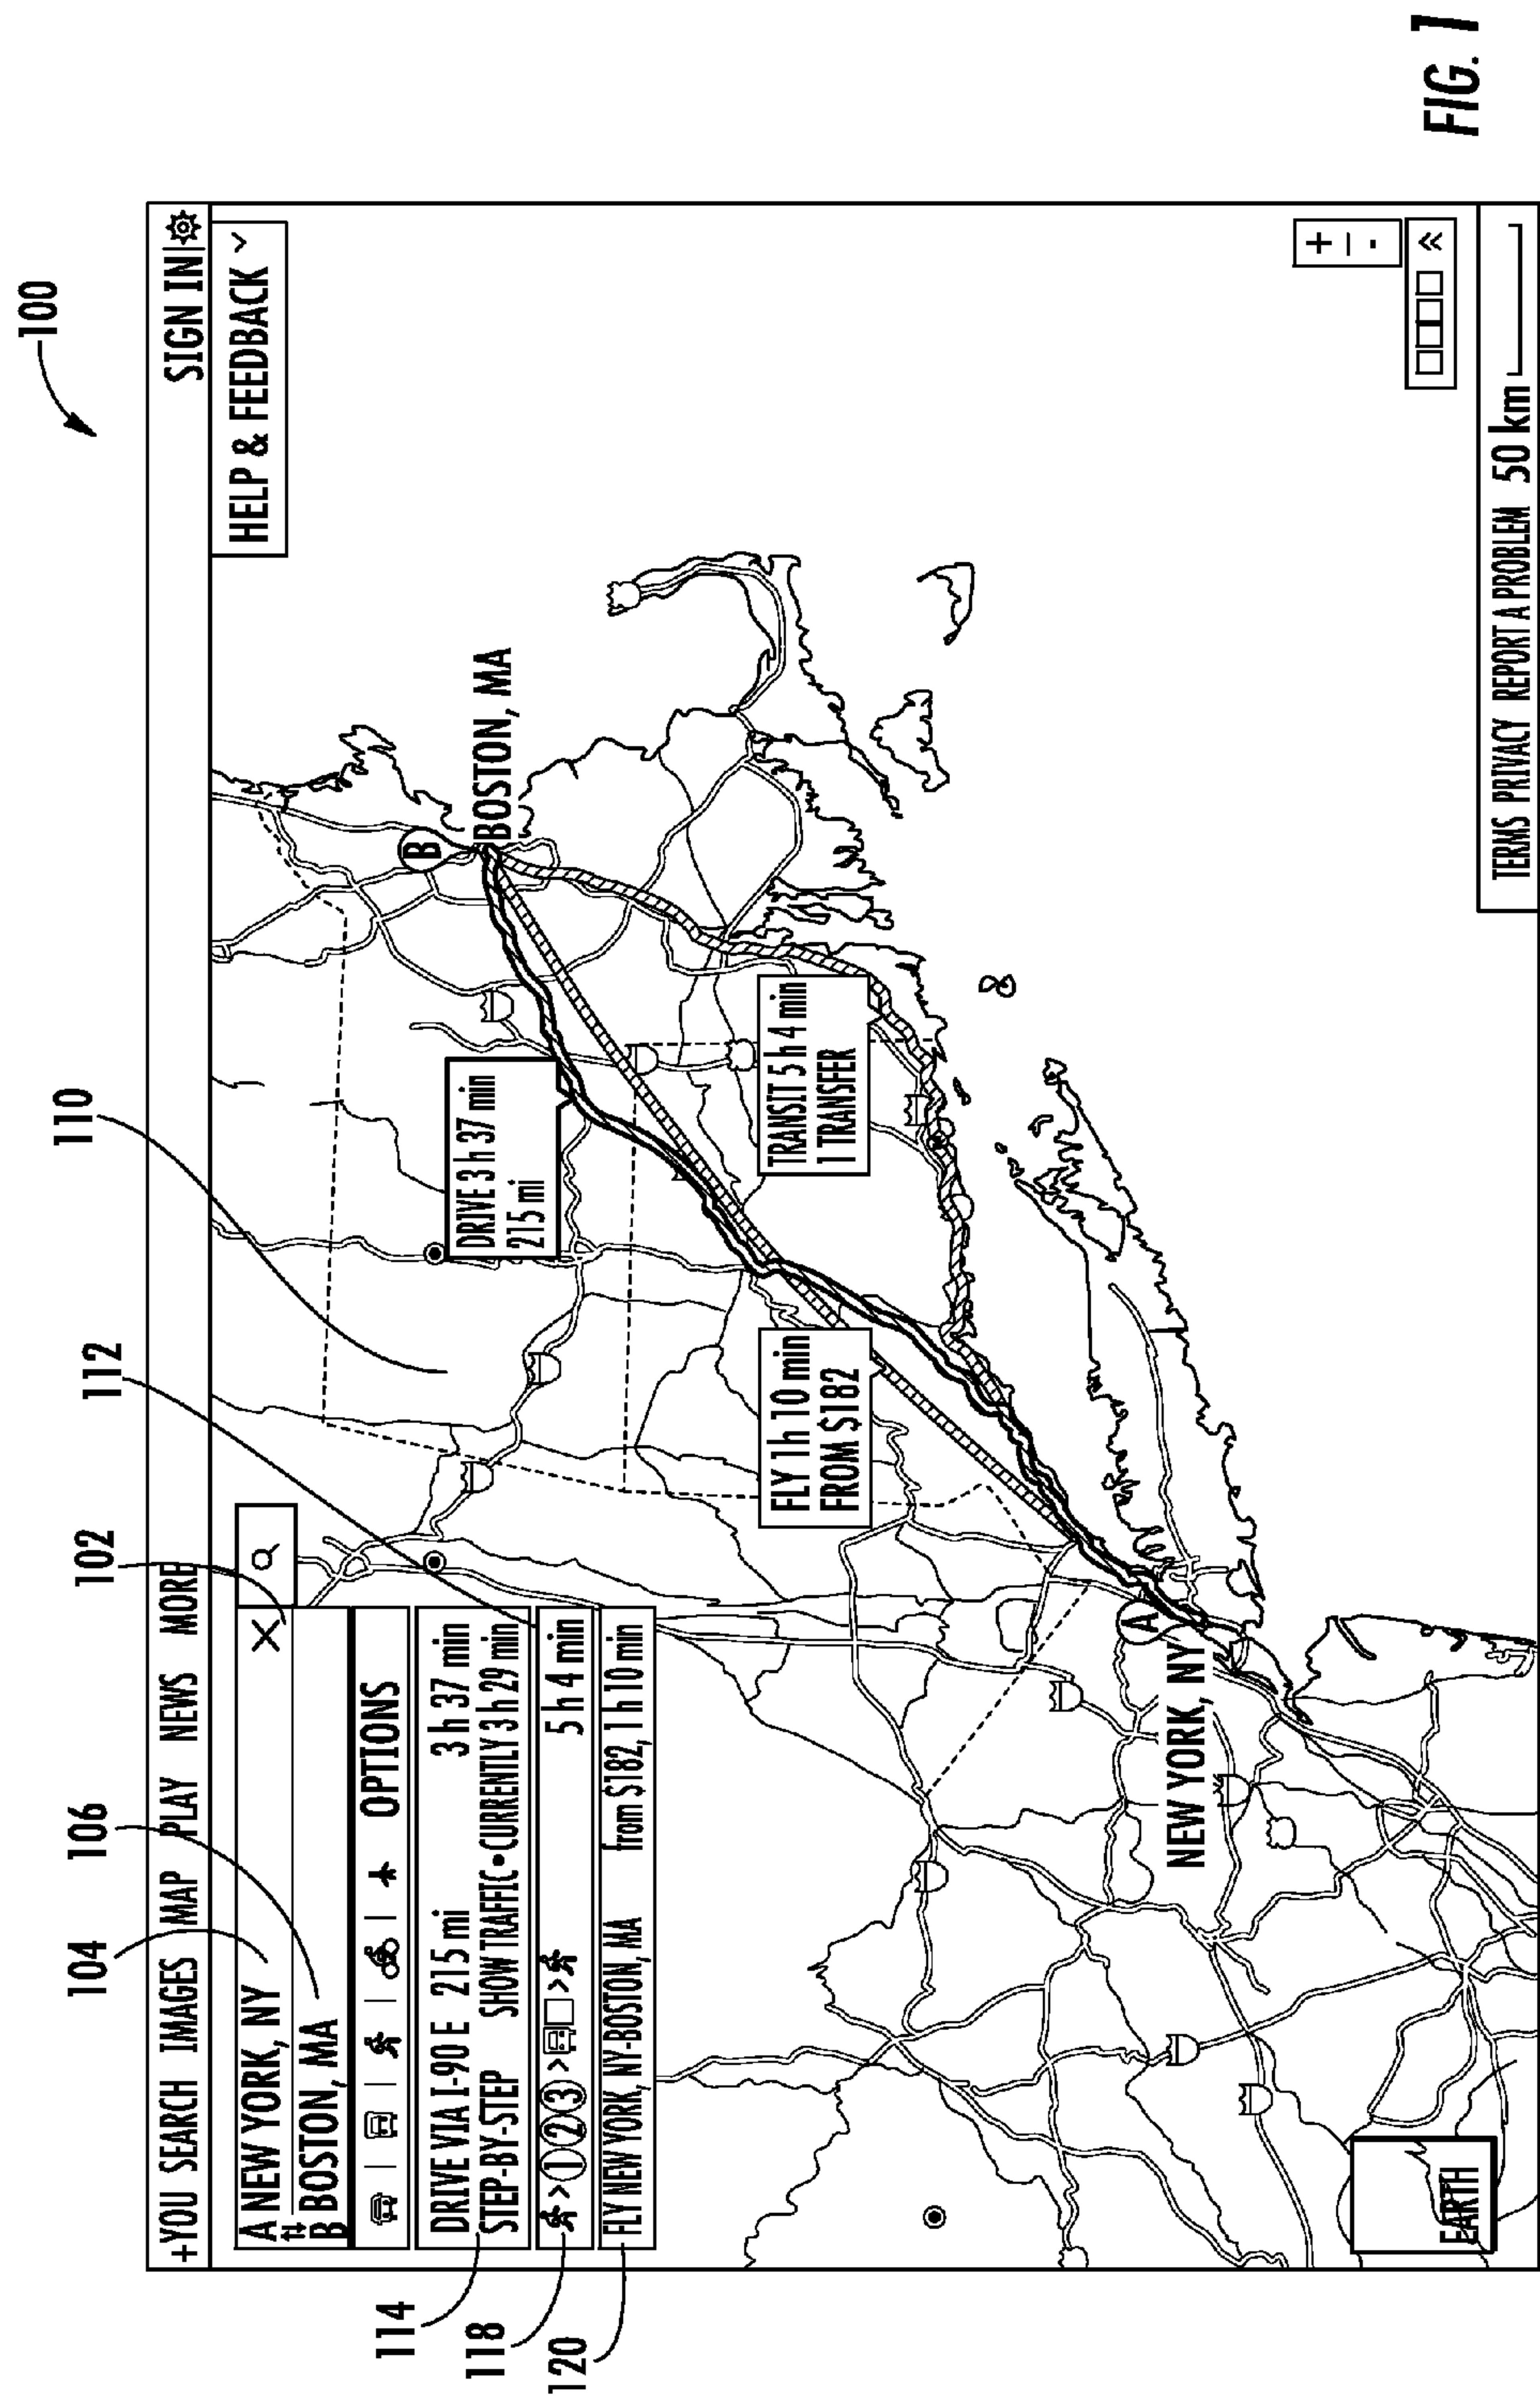 100
+YOU SEARCH IMAGES MAP PLAY NEWS MORE SIGN IN
HELP & FEEDBACK
A NEW YORK, NY X
B BOSTON, MA
OPTIONS
DRIVE VIA I-90 E 215 mi 3 h 37 min
STEP-BY-STEP SHOW TRAFFIC • CURRENTLY 3 h 29 min
> 1 2 3 > > 5 h 4 min
FLY NEW YORK, NY-BOSTON, MA from $182, 1 h 10 min
104
106
102
112
110
114
118
120
B
BOSTON, MA
DRIVE 3 h 37 min
215 mi
FLY 1 h 10 min
FROM $182
TRANSIT 5 h 4 min
1 TRANSFER
A
NEW YORK, NY
EARTH
+
-
TERMS PRIVACY REPORT A PROBLEM 50 km
FIG. 1